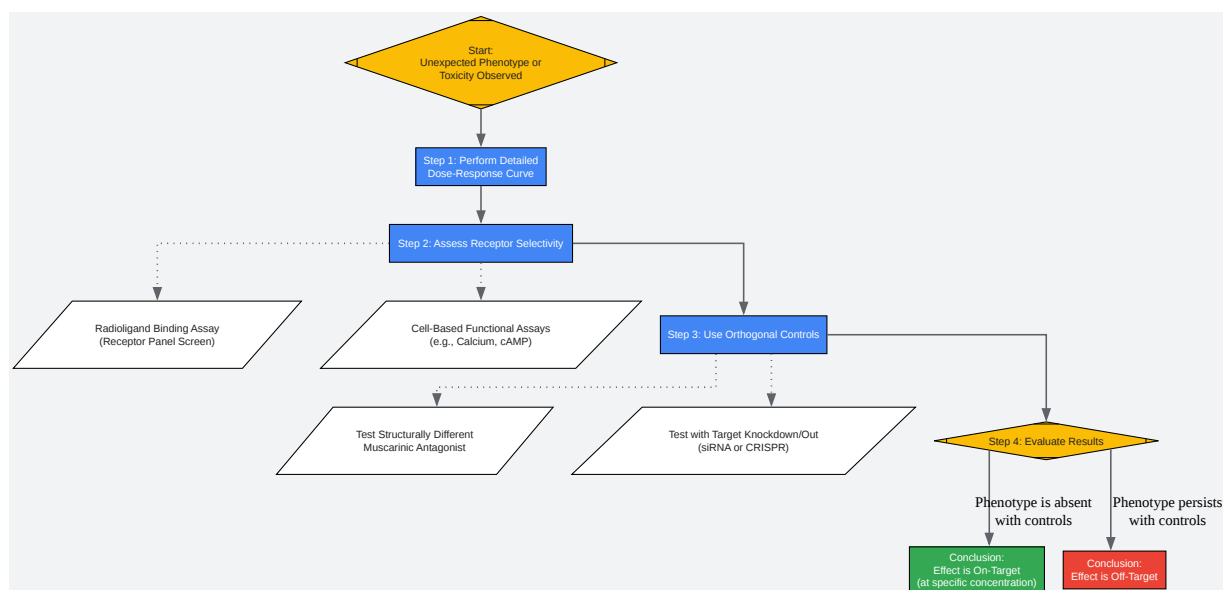 Start:
Unexpected Phenotype or
Toxicity Observed
Step 1: Perform Detailed
Dose-Response Curve
Step 2: Assess Receptor Selectivity
Radioligand Binding Assay
(Receptor Panel Screen)
Cell-Based Functional Assays
(e.g., Calcium, cAMP)
Step 3: Use Orthogonal Controls
Test Structurally Different
Muscarinic Antagonist
Test with Target Knockdown/Out
(siRNA or CRISPR)
Step 4: Evaluate Results
Phenotype is absent
with controls
Phenotype persists
with controls
Conclusion:
Effect is On-Target
(at specific concentration)
Conclusion:
Effect is Off-Target